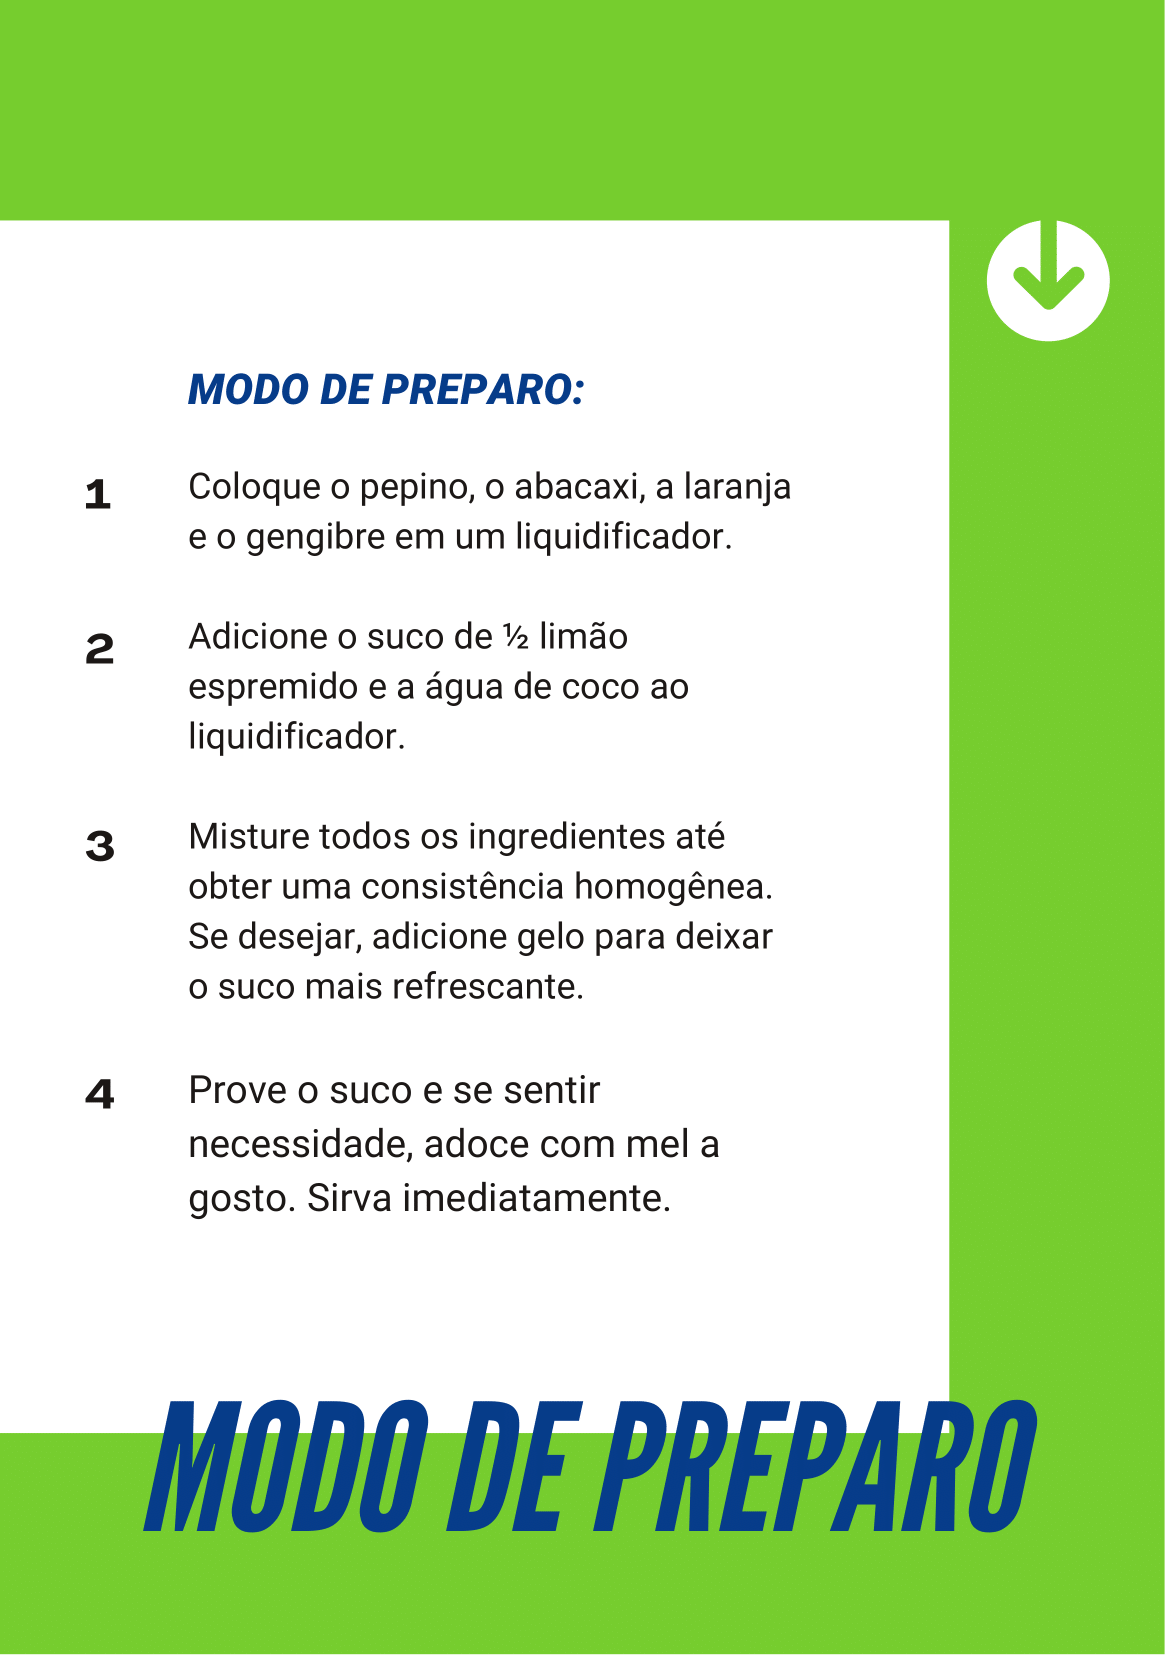 MODO DE PREPARO:
1 Coloque o pepino, o abacaxi, a laranja
e o gengibre em um liquidificador.
2 Adicione o suco de ½ limão
espremido e a água de coco ao
liquidificador.
3 Misture todos os ingredientes até
obter uma consistência homogênea.
Se desejar, adicione gelo para deixar
o suco mais refrescante.
4 Prove o suco e se sentir
necessidade, adoce com mel a
gosto. Sirva imediatamente.
MODO DE PREPARO